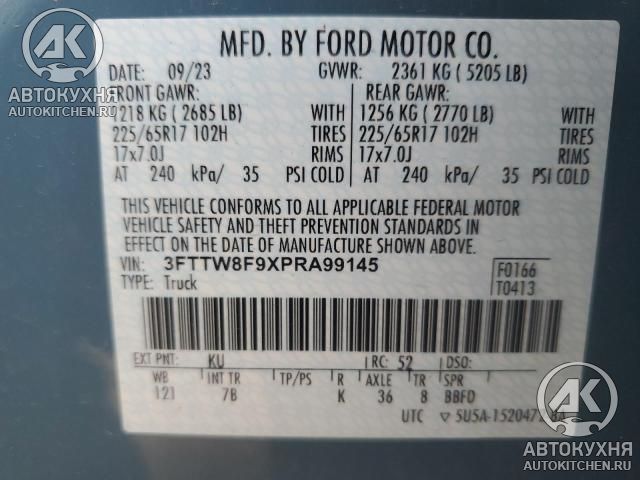 MFD. BY FORD MOTOR CO.
DATE: 09/23 GVWR: 2361 KG ( 5205 LB)
FRONT GAWR: REAR GAWR:
1218 KG ( 2685 LB) WITH 1256 KG ( 2770 LB) WITH
225/65R17 102H TIRES 225/65R17 102H TIRES
17x7.0J RIMS 17x7.0J RIMS
AT 240 kPa/ 35 PSI COLD AT 240 kPa/ 35 PSI COLD
THIS VEHICLE CONFORMS TO ALL APPLICABLE FEDERAL MOTOR
VEHICLE SAFETY AND THEFT PREVENTION STANDARDS IN
EFFECT ON THE DATE OF MANUFACTURE SHOWN ABOVE.
VIN: 3FTTW8F9XPRA99145 F0166
TYPE: Truck T0413
EXT PNT: KU RC: 52 DSO:
WB INT TR TP/PS R AXLE TR SPR
121 7B K 36 8 BBFD
UTC ▽ 5U5A-1520472-BA
AK
АВТОКУХНЯ
AUTOKITCHEN.RU
AK
АВТОКУХНЯ
AUTOKITCHEN.RU